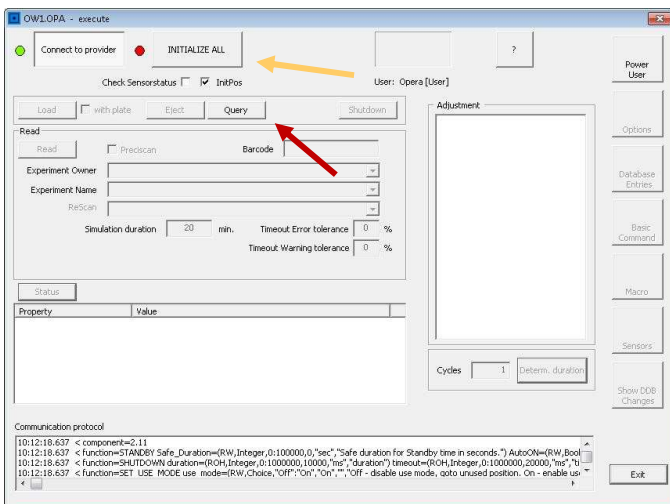 OW1.OPA - execute
Connect to provider
INITIALIZE ALL
?
Check Sensorstatus
InitPos
User: Opera [User]
Power
User
Load
with plate
Eject
Query
Shutdown
Adjustment
Options
Read
Read
Preciscan
Barcode
Experiment Owner
Experiment Name
ReScan
Simulation duration
20
min.
Timeout Error tolerance
0
%
Timeout Warning tolerance
0
%
Database
Entries
Basic
Command
Macro
Sensors
Show DDB
Changes
Status
Property
Value
Cycles
1
Determ. duration
Communication protocol
10:12:18.637 < component=2.11
10:12:18.637 < function=STANDBY Safe_Duration=(RW,Integer,0:100000,0,"sec","Safe duration for Standby time in seconds.") AutoON=(RW,Bool
10:12:18.637 < function=SHUTDOWN duration=(ROH,Integer,0:1000000,10000,"ms","duration") timeout=(ROH,Integer,0:1000000,20000,"ms","ti
10:12:18.637 < function=SET_USE_MODE use mode=(RW,Choice,"Off":"On","On","","Off - disable use mode, goto unused position. On - enable use
Exit